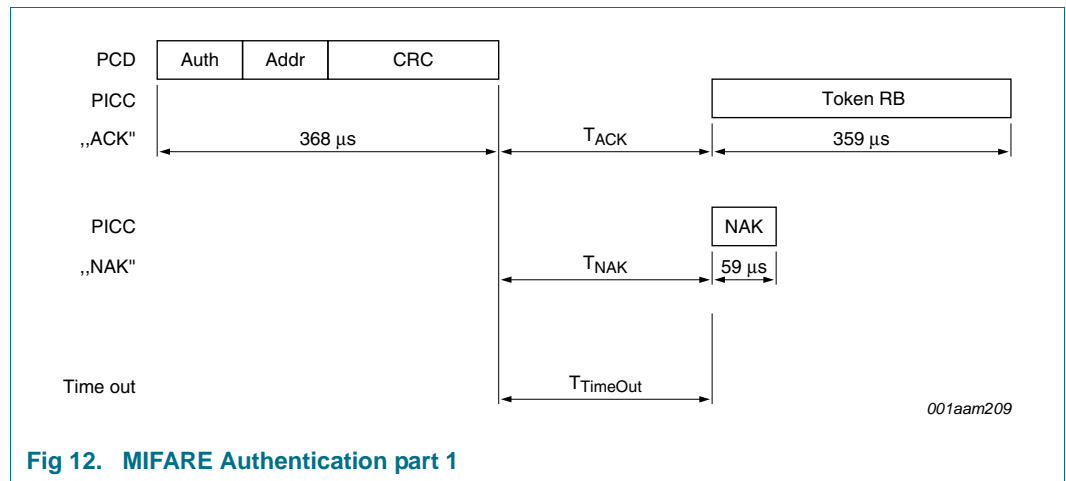 PCD Auth Addr CRC
PICC Token RB
,,ACK" 368 μs TACK 359 μs
PICC NAK
,,NAK" TNAK 59 μs
Time out TTimeOut
001aam209
Fig 12. MIFARE Authentication part 1